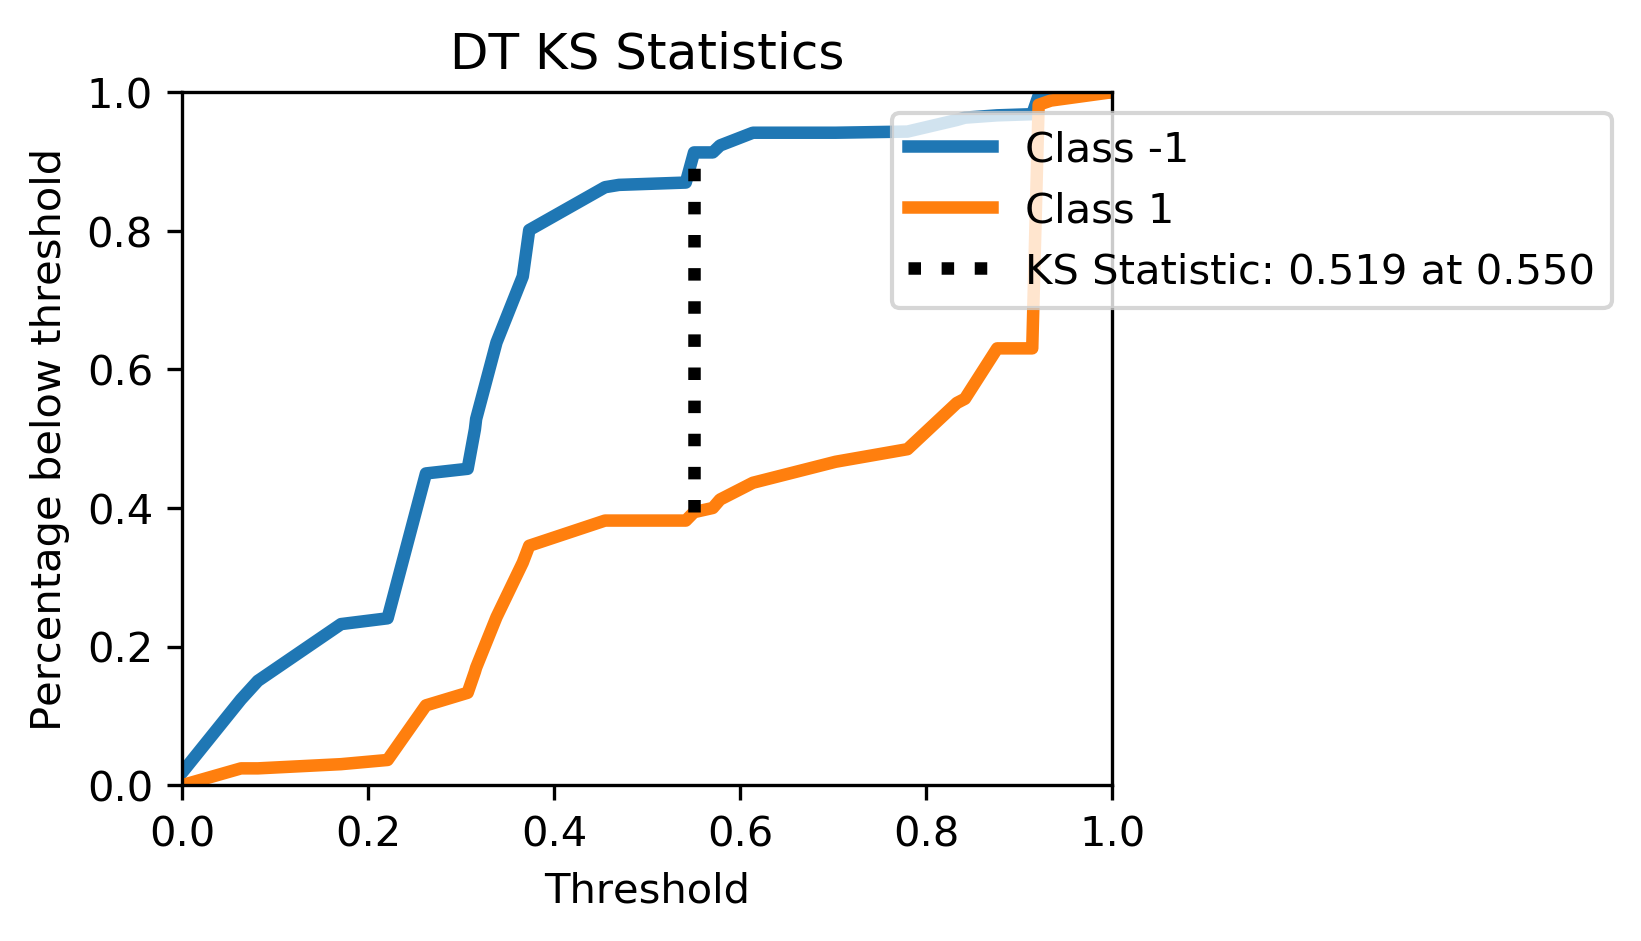 DT KS Statistics
Percentage below threshold
1.0
0.8
0.6
0.4
0.2
0.0
Class -1
Class 1
KS Statistic: 0.519 at 0.550
0.0 0.2 0.4 0.6 0.8 1.0
Threshold